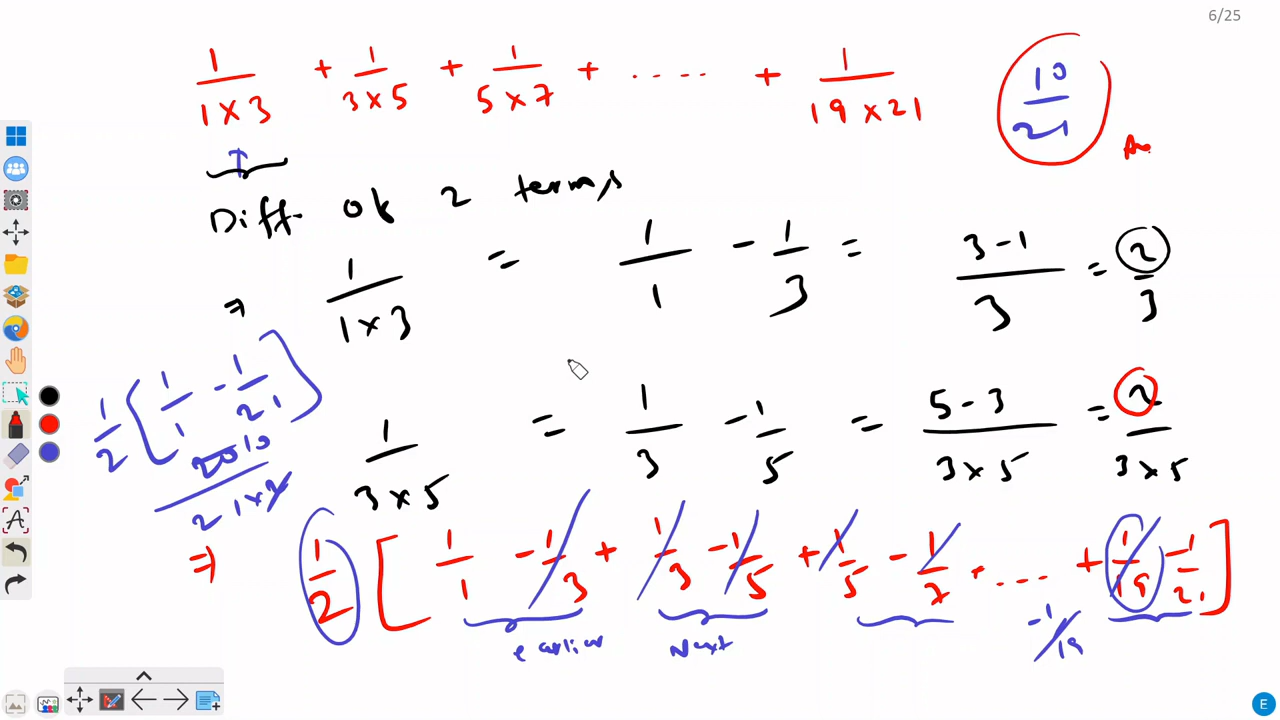 6/25
1/(1×3) + 1/(3×5) + 1/(5×7) + ..... + 1/(19×21)
10/21
Diff. of 2 terms
⇒ 1/(1×3) = 1/1 - 1/3 = (3-1)/3 = 2/3
1/(3×5) = 1/3 - 1/5 = (5-3)/(3×5) = 2/(3×5)
1/2 [1/1 - 1/21]
20 10/(21×2)
⇒ 1/2 [1/1 - 1/3 + 1/3 - 1/5 + 1/5 - 1/7 + .... + 1/19 - 1/21]
-1/19
earlier Next
A
E